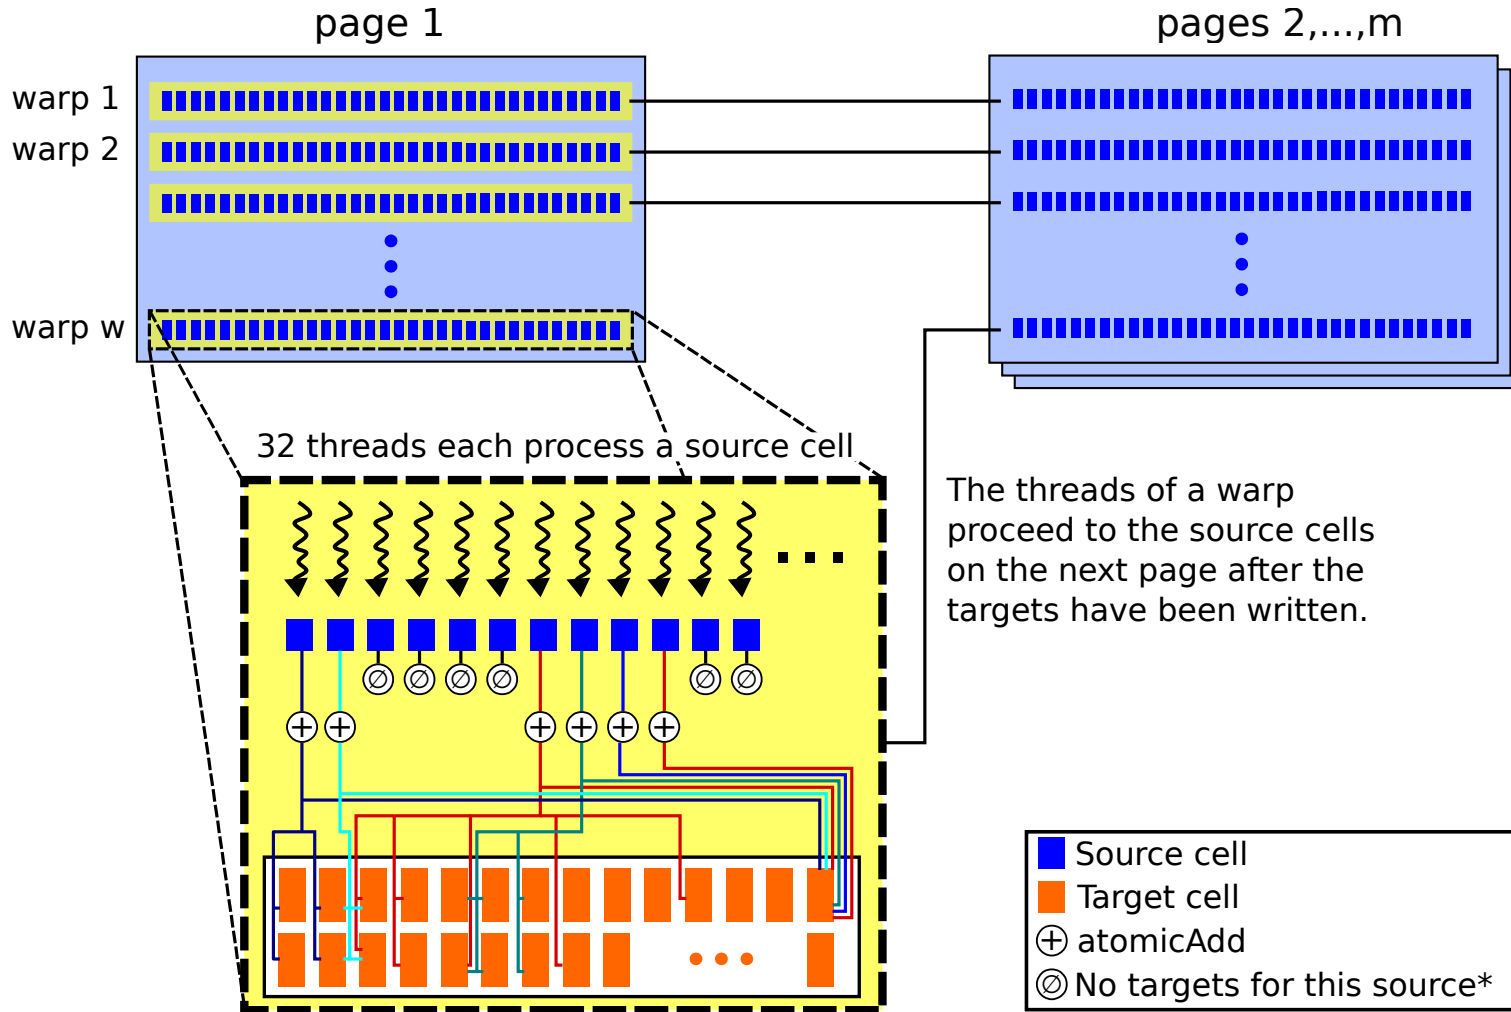 page 1
pages 2,...,m
warp 1
warp 2
warp w
32 threads each process a source cell
The threads of a warp
proceed to the source cells
on the next page after the
targets have been written.
Source cell
Target cell
atomicAdd
No targets for this source*